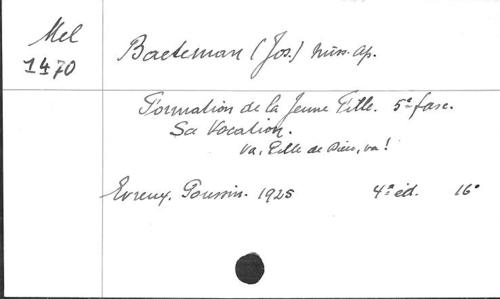 Mel
1470
Baeteman (Jos.) miss. ap.
Formation de la Jeune Fille. 5e fasc.
Sa Vocation.
Va, Fille de Dieu, va!
Evreux. Poussin. 1925 4e éd. 16°